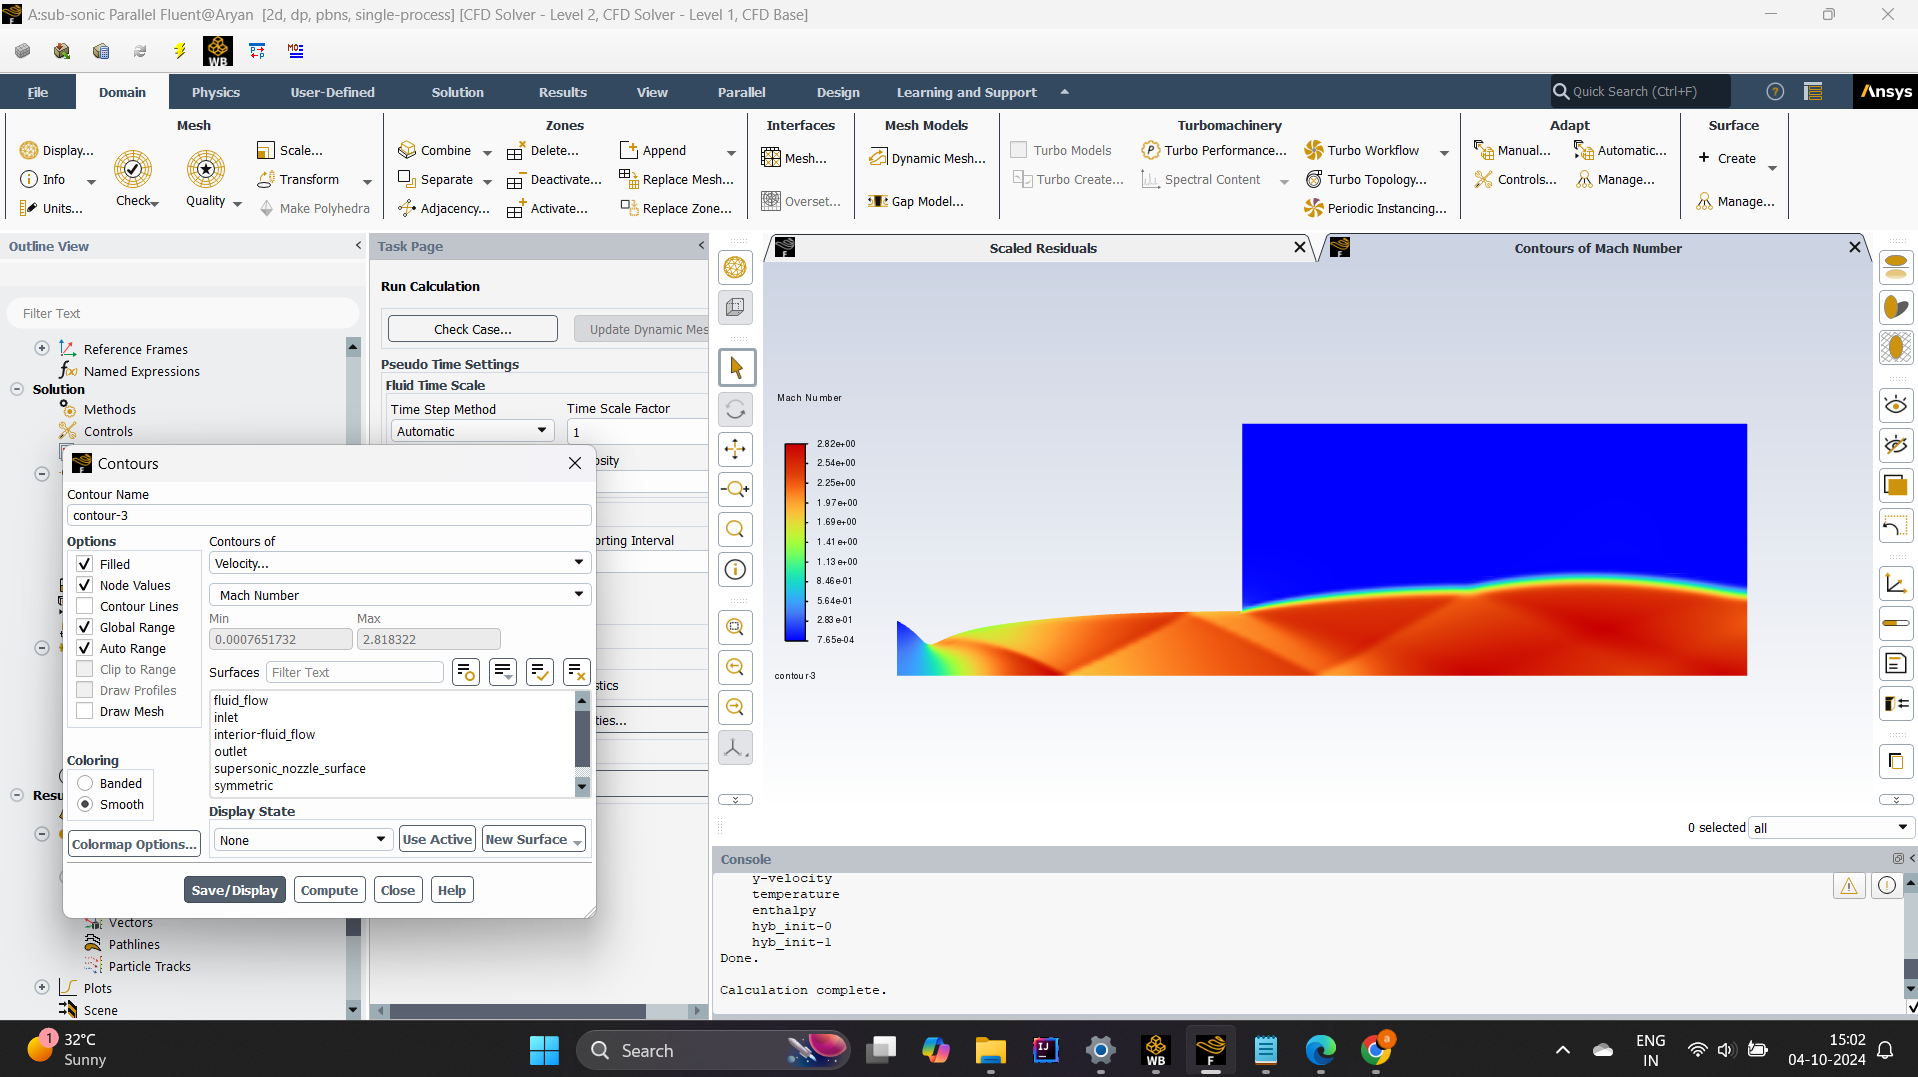 A:sub-sonic Parallel Fluent@Aryan [2d, dp, pbns, single-process] [CFD Solver - Level 2, CFD Solver - Level 1, CFD Base]
WB
File Domain Physics User-Defined Solution Results View Parallel Design Learning and Support Quick Search (Ctrl+F) Ansys
Mesh
Display...
Info
Units...
Check
Quality
Scale...
Transform
Make Polyhedra
Zones
Combine
Separate
Adjacency...
Delete...
Deactivate...
Activate...
Append
Replace Mesh...
Replace Zone...
Interfaces
Mesh...
Overset...
Mesh Models
Dynamic Mesh...
Gap Model...
Turbomachinery
Turbo Models
Turbo Create...
Turbo Performance...
Spectral Content
Turbo Workflow
Turbo Topology...
Periodic Instancing...
Adapt
Manual...
Controls...
Automatic...
Manage...
Surface
Create
Manage...
Outline View
Filter Text
Reference Frames
Named Expressions
Solution
Methods
Controls
Resu
Vectors
Pathlines
Particle Tracks
Plots
Scene
Task Page
Run Calculation
Check Case...
Update Dynamic Mes
Pseudo Time Settings
Fluid Time Scale
Time Step Method
Time Scale Factor
Automatic
1
osity
orting Interval
stics
ties...
Contours
Contour Name
contour-3
Options
Filled
Node Values
Contour Lines
Global Range
Auto Range
Clip to Range
Draw Profiles
Draw Mesh
Coloring
Banded
Smooth
Colormap Options...
Contours of
Velocity...
Mach Number
Min
Max
0.0007651732
2.818322
Surfaces
Filter Text
fluid_flow
inlet
interior-fluid_flow
outlet
supersonic_nozzle_surface
symmetric
Display State
None
Use Active
New Surface
Save/Display
Compute
Close
Help
Scaled Residuals
Contours of Mach Number
Mach Number
2.82e+00
2.54e+00
2.25e+00
1.97e+00
1.69e+00
1.41e+00
1.13e+00
8.46e-01
5.64e-01
2.83e-01
7.65e-04
contour-3
0 selected
all
Console
y-velocity
temperature
enthalpy
hyb_init-0
hyb_init-1
Done.
Calculation complete.
1
32°C
Sunny
Search
IJ
WB
a
ENG
IN
15:02
04-10-2024